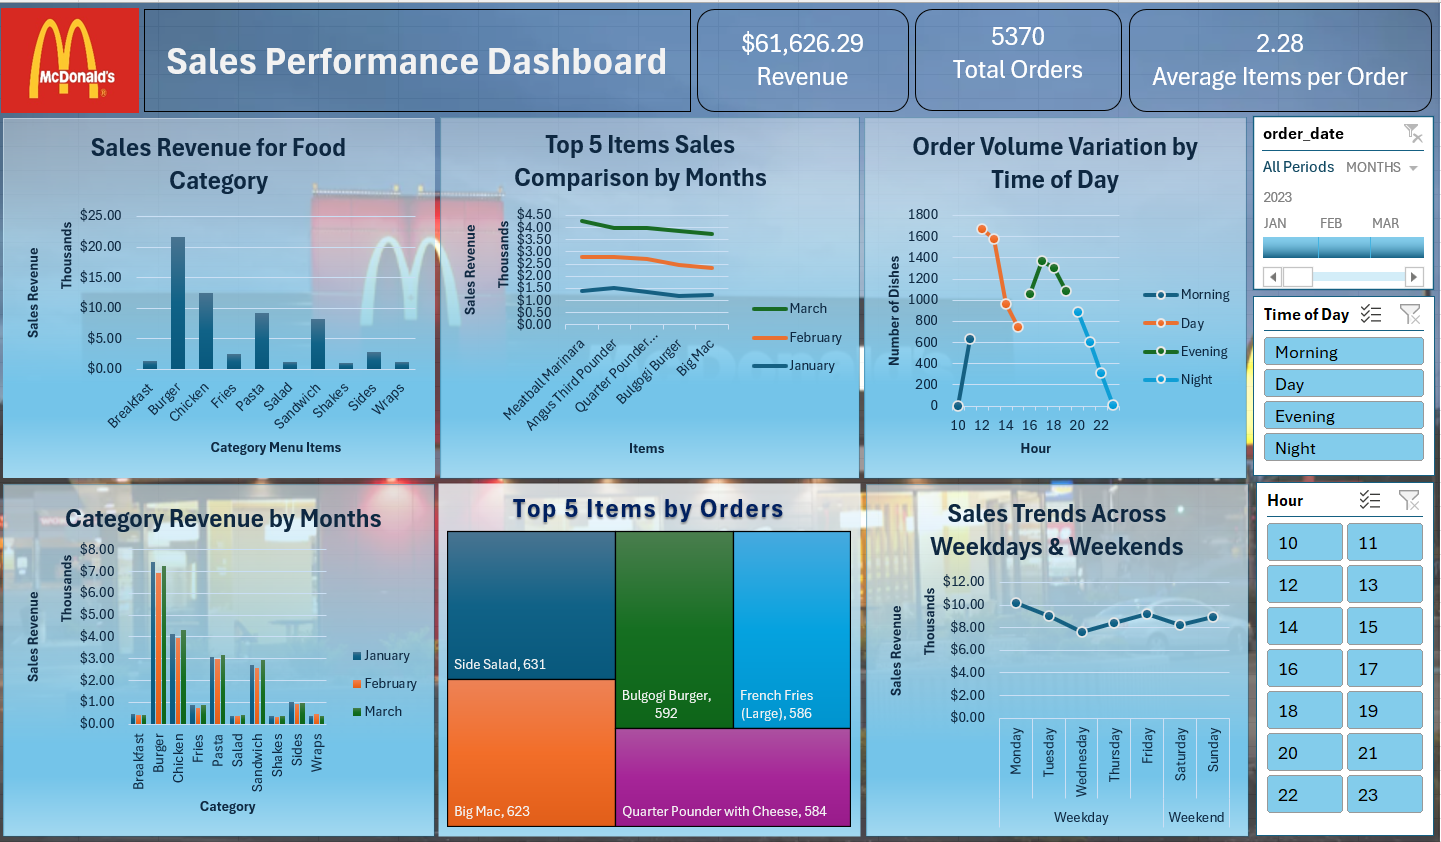 McDonald's
®
Sales Performance Dashboard
$61,626.29
Revenue
5370
Total Orders
2.28
Average Items per Order
Sales Revenue for Food
Category
Sales Revenue
Thousands
$25.00
$20.00
$15.00
$10.00
$5.00
$0.00
Breakfast
Burger
Chicken
Fries
Pasta
Salad
Sandwich
Shakes
Sides
Wraps
Category Menu Items
Top 5 Items Sales
Comparison by Months
Sales Revenue
Thousands
$4.50
$4.00
$3.50
$3.00
$2.50
$2.00
$1.50
$1.00
$0.50
$0.00
Meatball Marinara
Angus Third Pounder
Quarter Pounder...
Bulgogi Burger
Big Mac
Items
March
February
January
Order Volume Variation by
Time of Day
Number of Dishes
1800
1600
1400
1200
1000
800
600
400
200
0
10 12 14 16 18 20 22
Hour
Morning
Day
Evening
Night
order_date
All Periods MONTHS
2023
JAN FEB MAR
Time of Day
Morning
Day
Evening
Night
Category Revenue by Months
Sales Revenue
Thousands
$8.00
$7.00
$6.00
$5.00
$4.00
$3.00
$2.00
$1.00
$0.00
Breakfast
Burger
Chicken
Fries
Pasta
Salad
Sandwich
Shakes
Sides
Wraps
Category
January
February
March
Top 5 Items by Orders
Side Salad, 631
Big Mac, 623
Bulgogi Burger,
592
French Fries
(Large), 586
Quarter Pounder with Cheese, 584
Sales Trends Across
Weekdays & Weekends
Sales Revenue
Thousands
$12.00
$10.00
$8.00
$6.00
$4.00
$2.00
$0.00
Monday
Tuesday
Wednesday
Thursday
Friday
Saturday
Sunday
Weekday Weekend
Hour
10 11
12 13
14 15
16 17
18 19
20 21
22 23